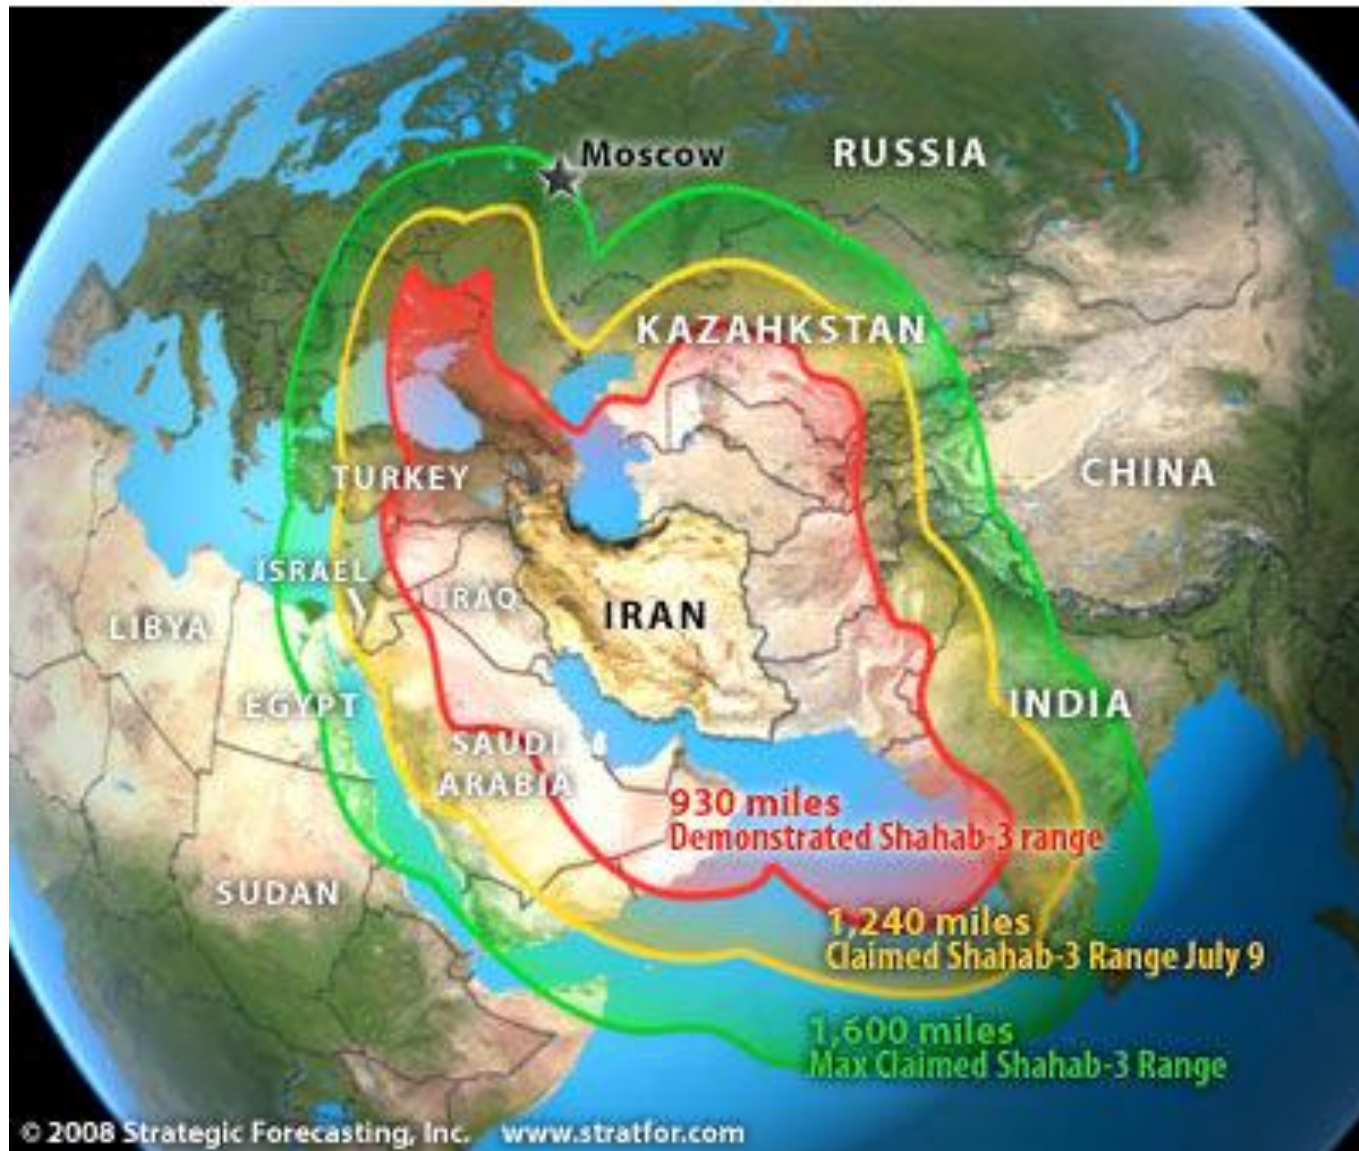 Moscow
RUSSIA
KAZAHKSTAN
TURKEY
CHINA
ISRAEL
IRAQ
IRAN
LIBYA
EGYPT
INDIA
SAUDI
ARABIA
930 miles
Demonstrated Shahab-3 range
SUDAN
1,240 miles
Claimed Shahab-3 Range July 9
1,600 miles
Max Claimed Shahab-3 Range
© 2008 Strategic Forecasting, Inc. www.stratfor.com